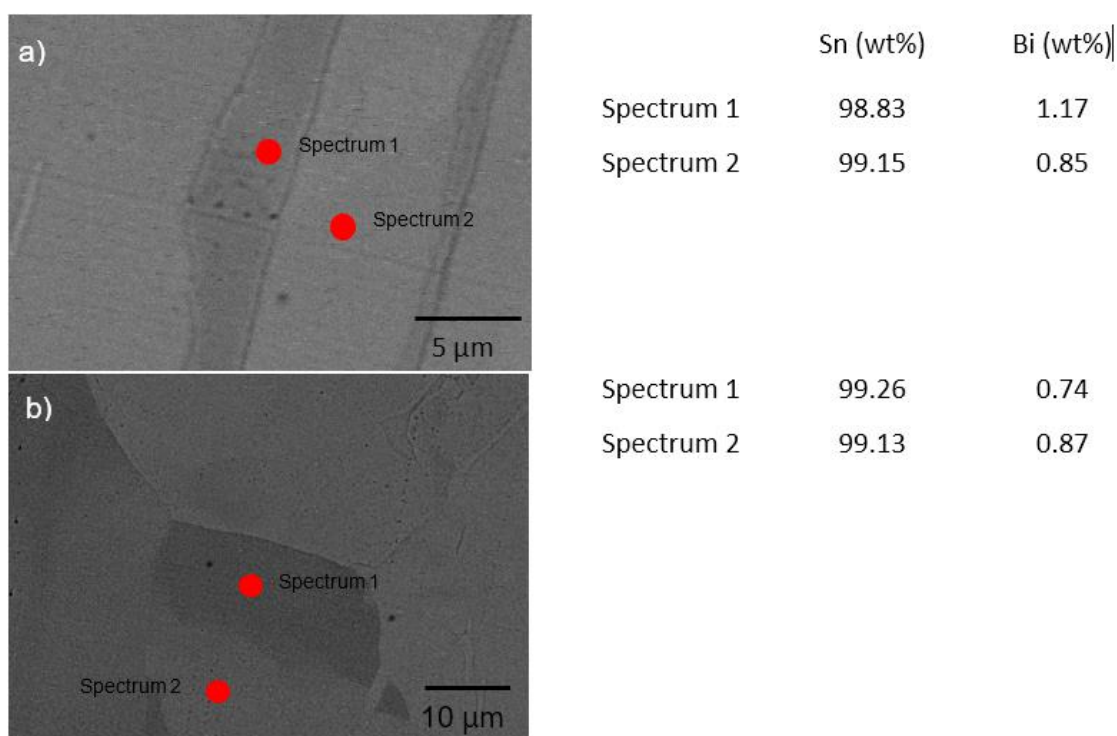 a)
Spectrum 1
Spectrum 2
5 µm
Sn (wt%) Bi (wt%)
Spectrum 1 98.83 1.17
Spectrum 2 99.15 0.85
b)
Spectrum 1
Spectrum 2
10 µm
Spectrum 1 99.26 0.74
Spectrum 2 99.13 0.87